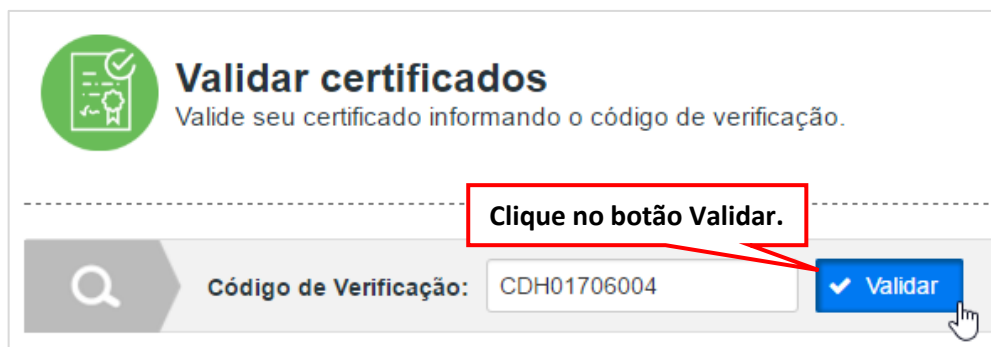 Validar certificados
Valide seu certificado informando o código de verificação.
Clique no botão Validar.
Código de Verificação: CDH01706004 Validar